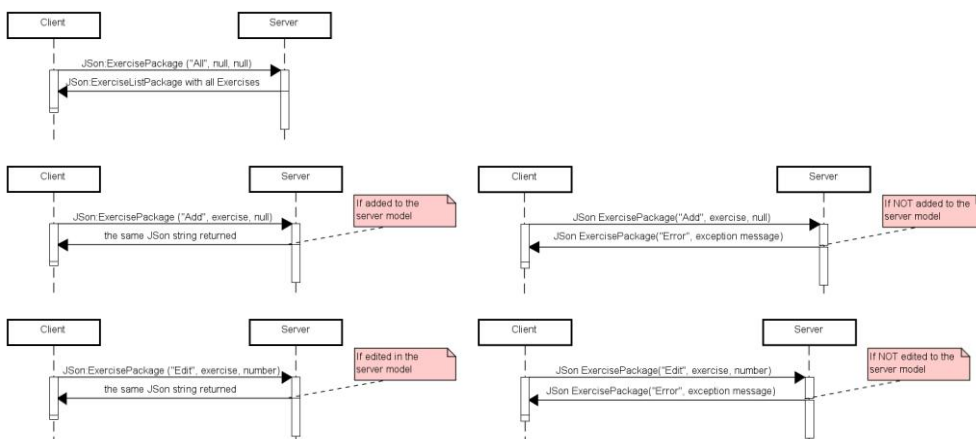 Client
Server
JSon:ExercisePackage ("All", null, null)
JSon:ExerciseListPackage with all Exercises
Client
Server
If added to the
server model
JSon:ExercisePackage ("Add", exercise, null)
the same JSon string returned
Client
Server
If NOT added to the
server model
JSon ExercisePackage("Add", exercise, null)
JSon ExercisePackage("Error", exception message)
Client
Server
If edited in the
server model
JSon:ExercisePackage ("Edit", exercise, number)
the same JSon string returned
Client
Server
If NOT edited to the
server model
JSon ExercisePackage("Edit", exercise, number)
JSon ExercisePackage("Error", exception message)